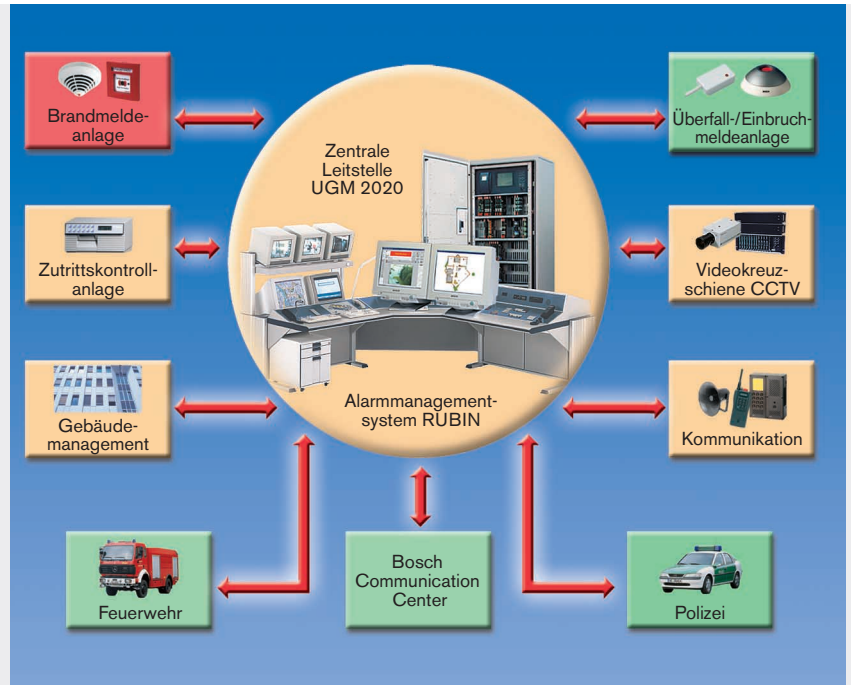 Brandmelde-
anlage
Überfall-/Einbruch-
meldeanlage
Zentrale
Leitstelle
UGM 2020
Zutrittskontroll-
anlage
Videokreuz-
schiene CCTV
Gebäude-
management
Alarmmanagement-
system RUBIN
Kommunikation
Feuerwehr
Bosch
Communication
Center
Polizei